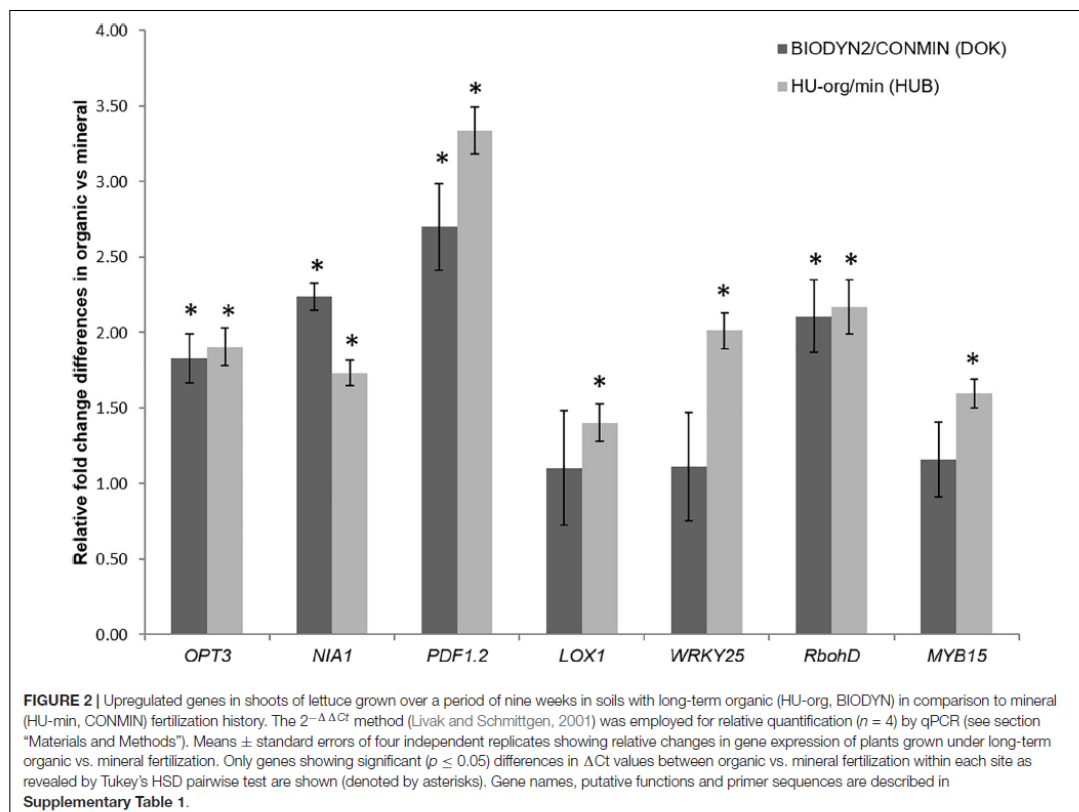 4.00
3.50
3.00
2.50
2.00
1.50
1.00
0.50
0.00
Relative fold change differences in organic vs mineral
BIODYN2/CONMIN (DOK)
HU-org/min (HUB)
* * * * * * * * * * *
OPT3 NIA1 PDF1.2 LOX1 WRKY25 RbohD MYB15
FIGURE 2 | Upregulated genes in shoots of lettuce grown over a period of nine weeks in soils with long-term organic (HU-org, BIODYN) in comparison to mineral
(HU-min, CONMIN) fertilization history. The 2^−ΔΔCt method (Livak and Schmittgen, 2001) was employed for relative quantification (n = 4) by qPCR (see section
“Materials and Methods”). Means ± standard errors of four independent replicates showing relative changes in gene expression of plants grown under long-term
organic vs. mineral fertilization. Only genes showing significant (p ≤ 0.05) differences in ΔCt values between organic vs. mineral fertilization within each site as
revealed by Tukey’s HSD pairwise test are shown (denoted by asterisks). Gene names, putative functions and primer sequences are described in
Supplementary Table 1.